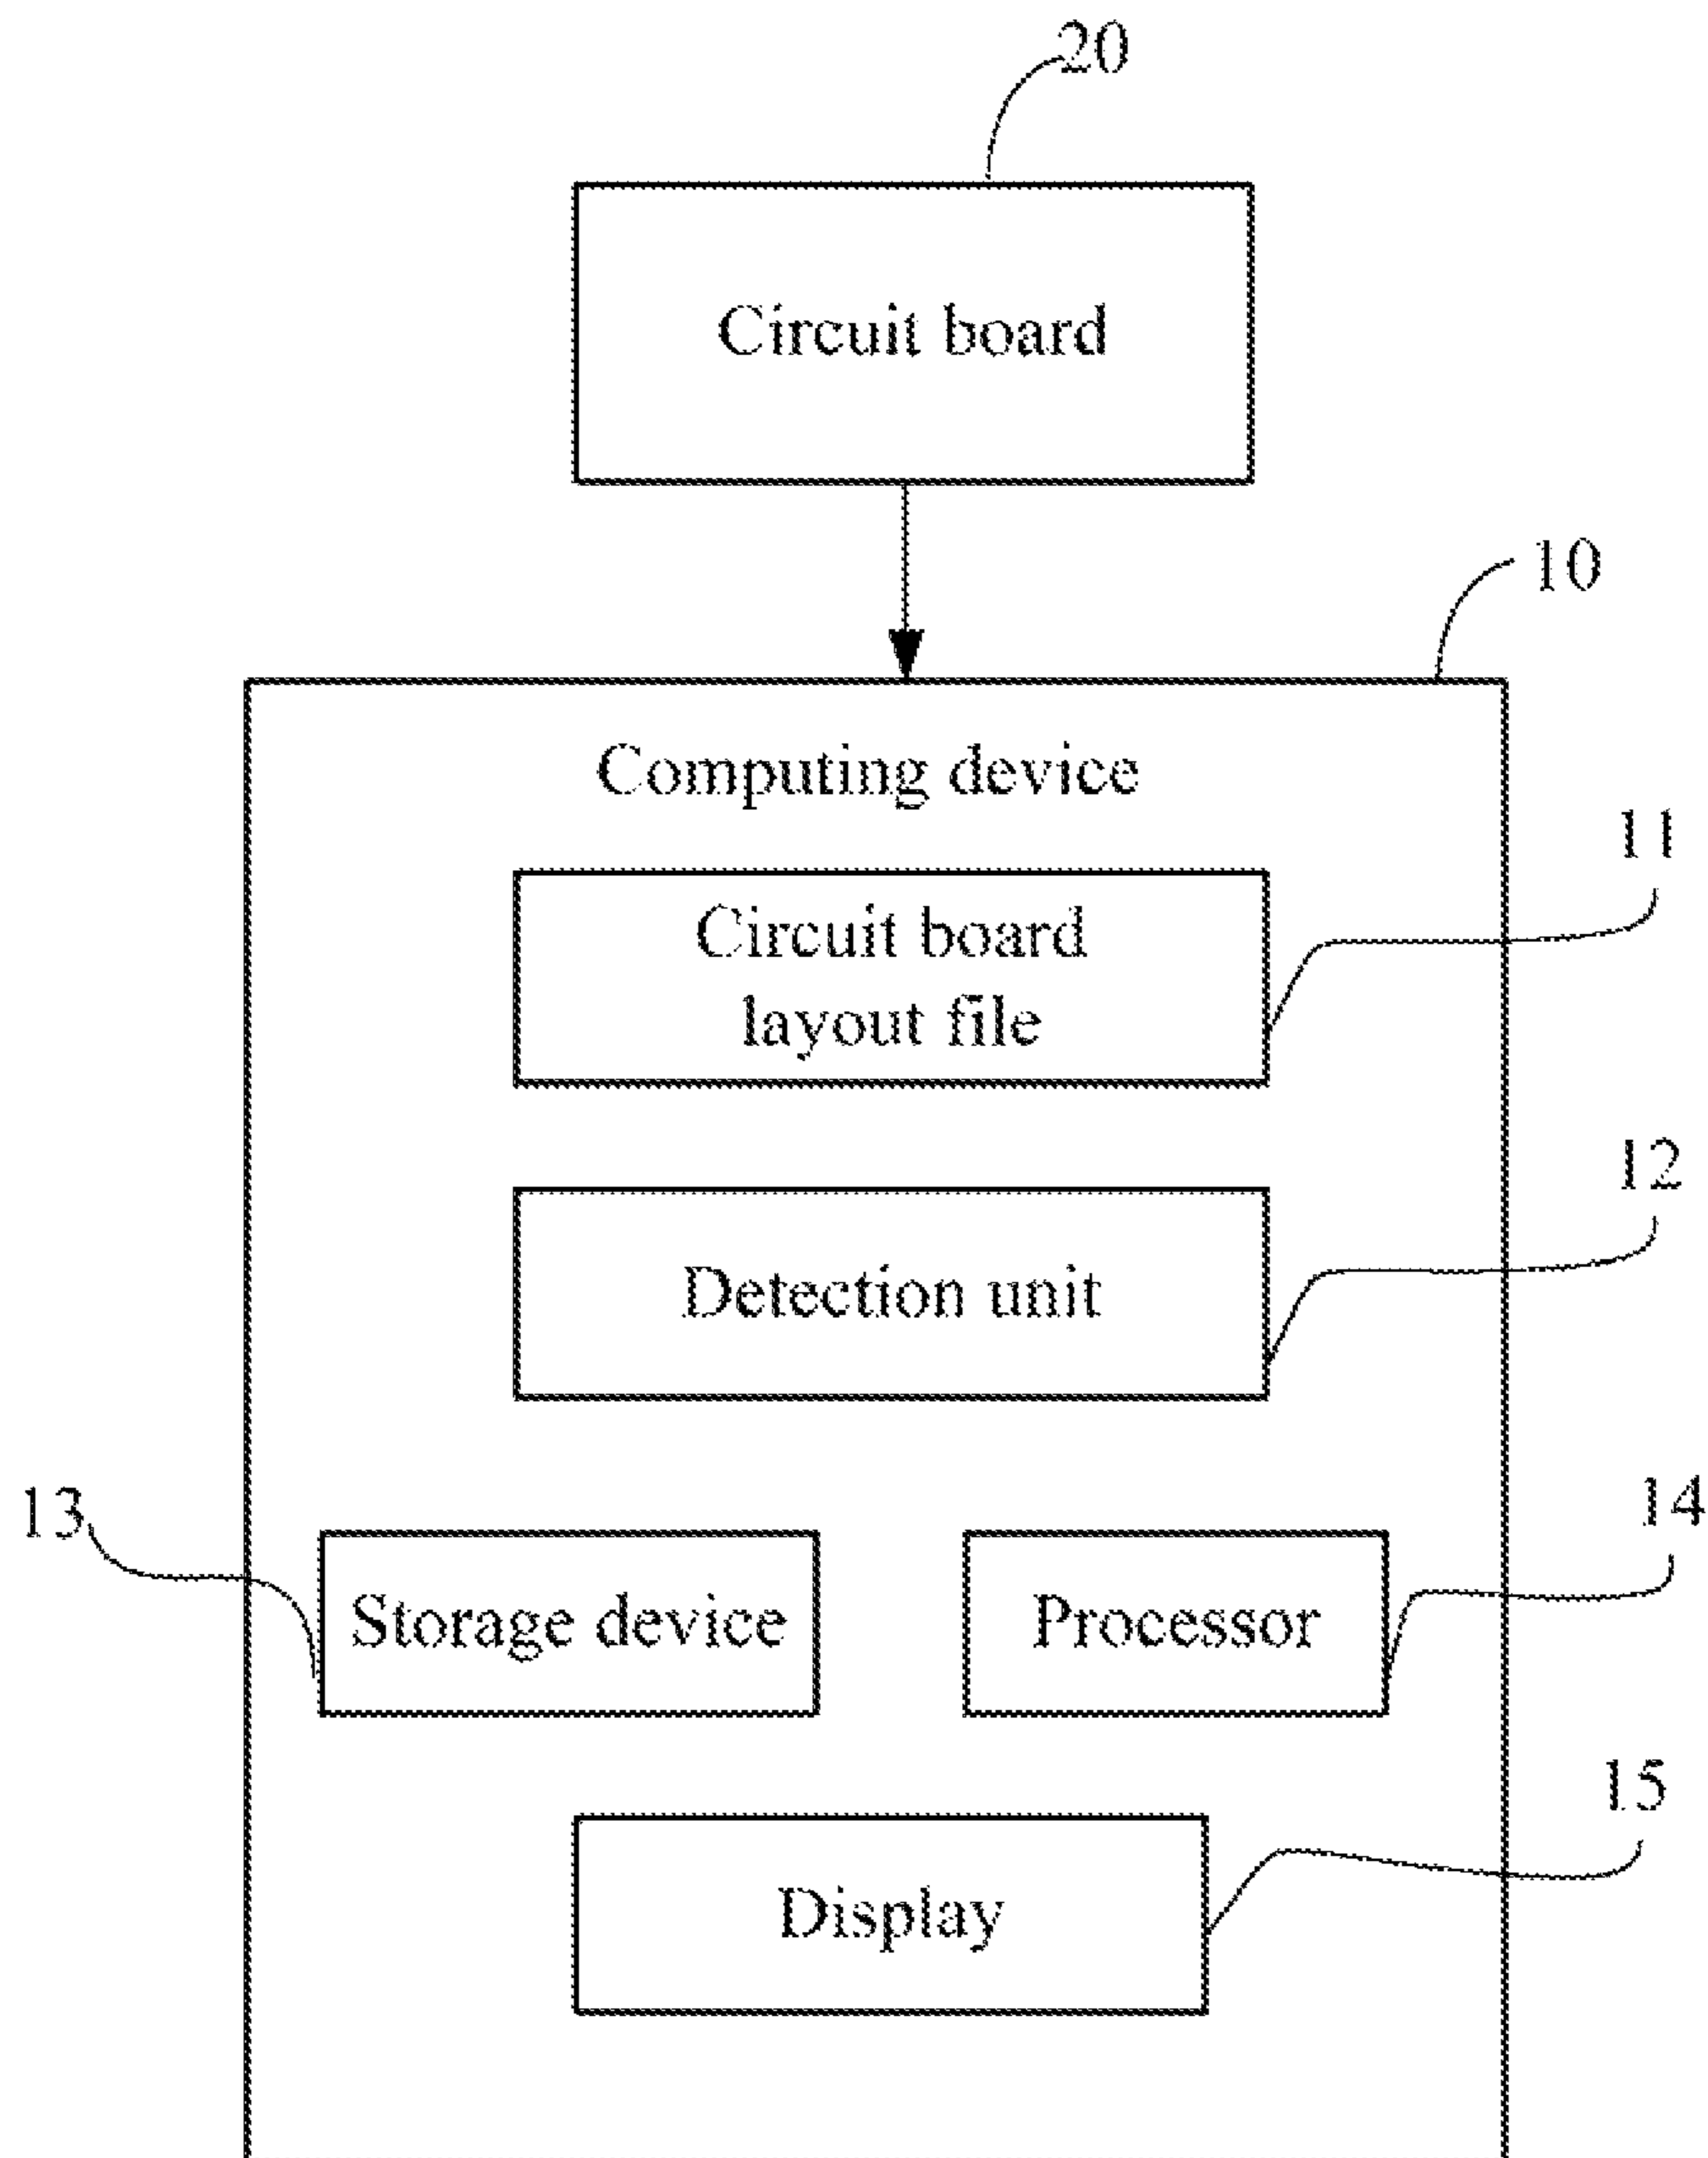 20
Circuit board
10
Computing device
11
Circuit board
layout file
12
Detection unit
13
14
Storage device
Processor
15
Display